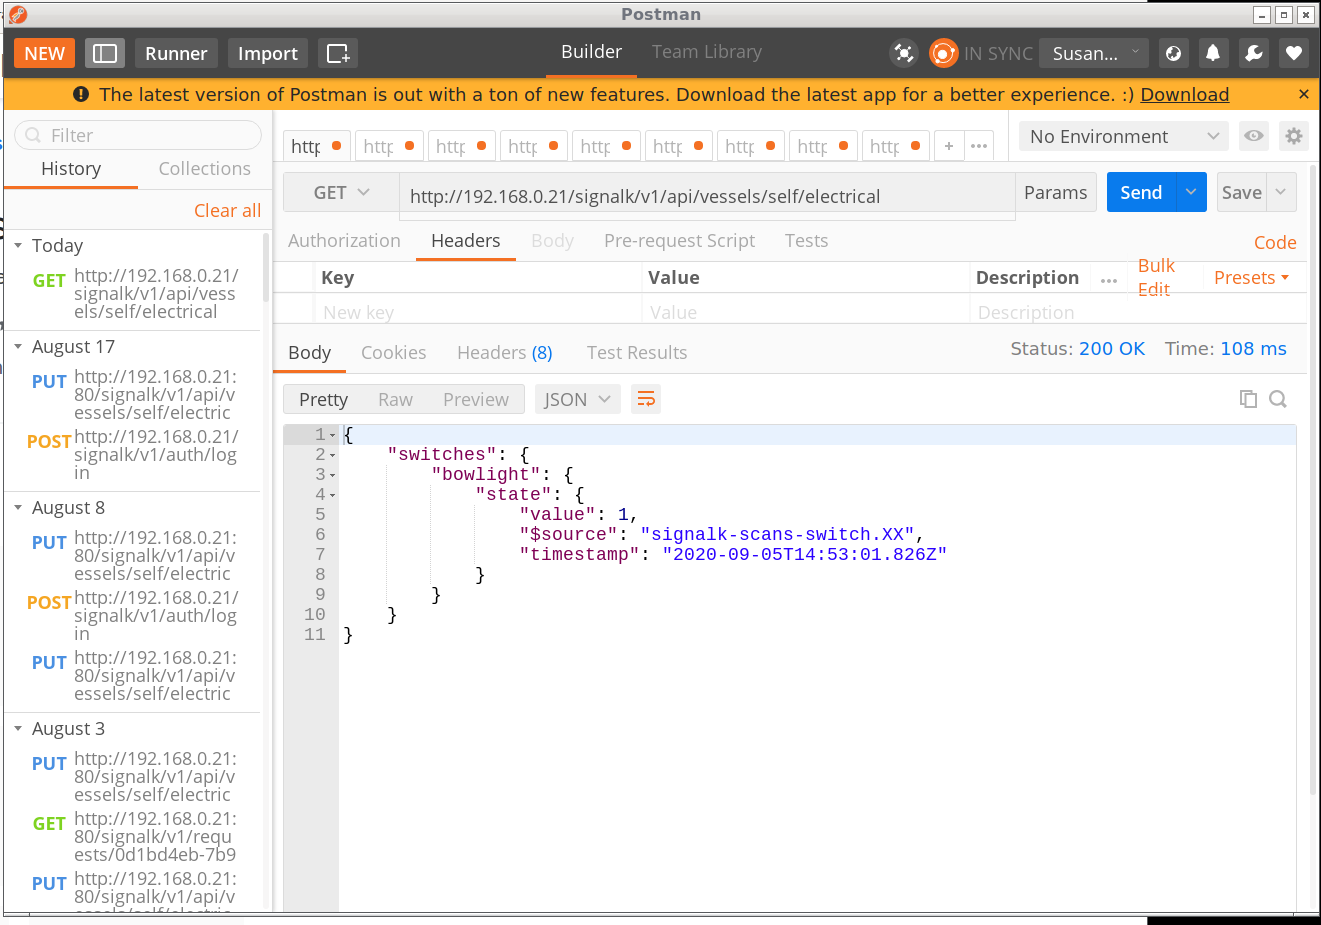 Postman
NEW Runner Import Builder Team Library IN SYNC Susan...
The latest version of Postman is out with a ton of new features. Download the latest app for a better experience. :) Download
Filter
History Collections
Clear all
Today
GET http://192.168.0.21/
signalk/v1/api/vess
els/self/electrical
August 17
PUT http://192.168.0.21:
80/signalk/v1/api/v
essels/self/electric
POST http://192.168.0.21/
signalk/v1/auth/log
in
August 8
PUT http://192.168.0.21:
80/signalk/v1/api/v
essels/self/electric
POST http://192.168.0.21/
signalk/v1/auth/log
in
PUT http://192.168.0.21:
80/signalk/v1/api/v
essels/self/electric
August 3
PUT http://192.168.0.21:
80/signalk/v1/api/v
essels/self/electric
GET http://192.168.0.21:
80/signalk/v1/requ
ests/0d1bd4eb-7b9
PUT http://192.168.0.21:
80/signalk/v1/api/v
http http http http http http http http http + ••• No Environment
GET http://192.168.0.21/signalk/v1/api/vessels/self/electrical Params Send Save
Authorization Headers Body Pre-request Script Tests Code
Key Value Description ... Bulk Edit Presets
New key Value Description
Body Cookies Headers (8) Test Results Status: 200 OK Time: 108 ms
Pretty Raw Preview JSON
1 {
2 "switches": {
3 "bowlight": {
4 "state": {
5 "value": 1,
6 "$source": "signalk-scans-switch.XX",
7 "timestamp": "2020-09-05T14:53:01.826Z"
8 }
9 }
10 }
11 }